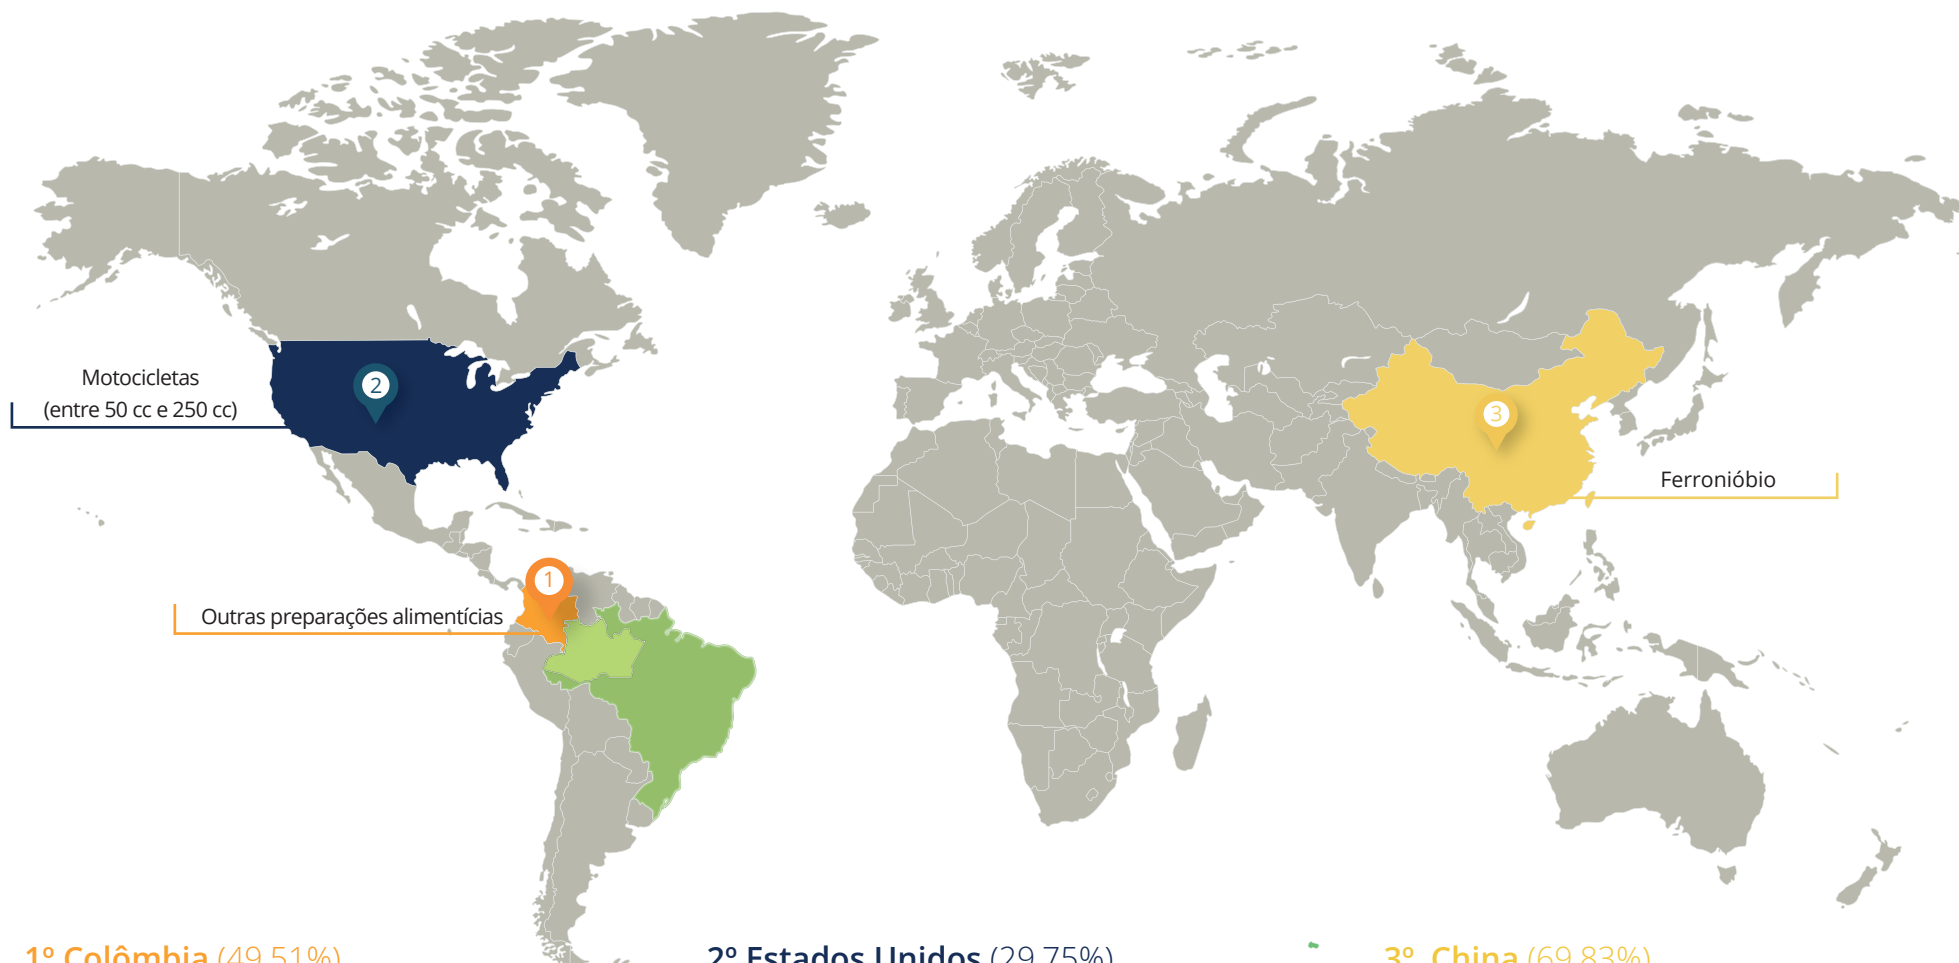 2
Motocicletas
(entre 50 cc e 250 cc)
3
Ferronióbio
1
Outras preparações alimentícias
1º Colômbia (49,51%)
2º Estados Unidos (29,75%)
3º China (69,83%)